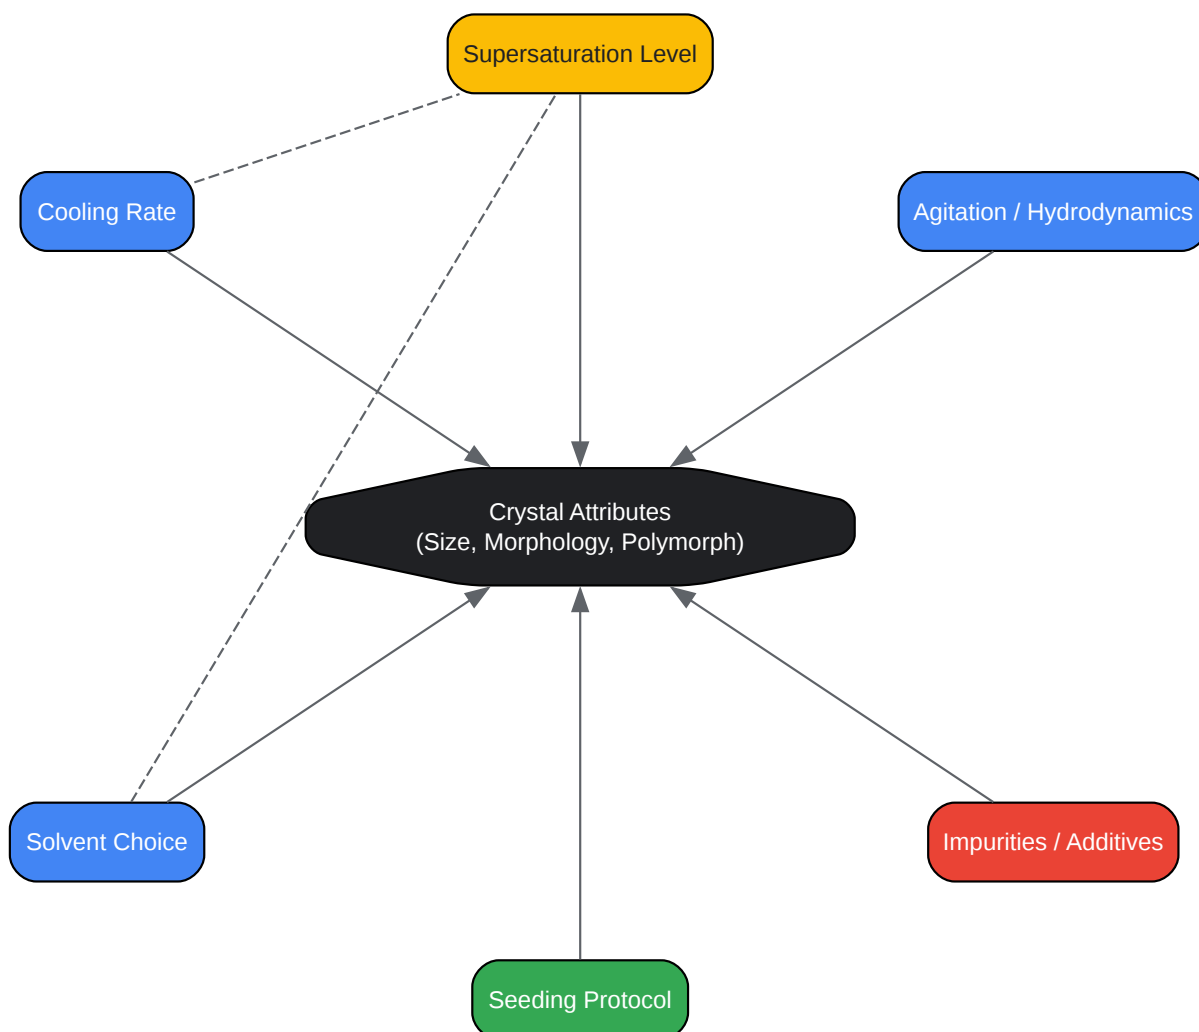 Supersaturation Level
Cooling Rate
Agitation / Hydrodynamics
Crystal Attributes
(Size, Morphology, Polymorph)
Solvent Choice
Impurities / Additives
Seeding Protocol